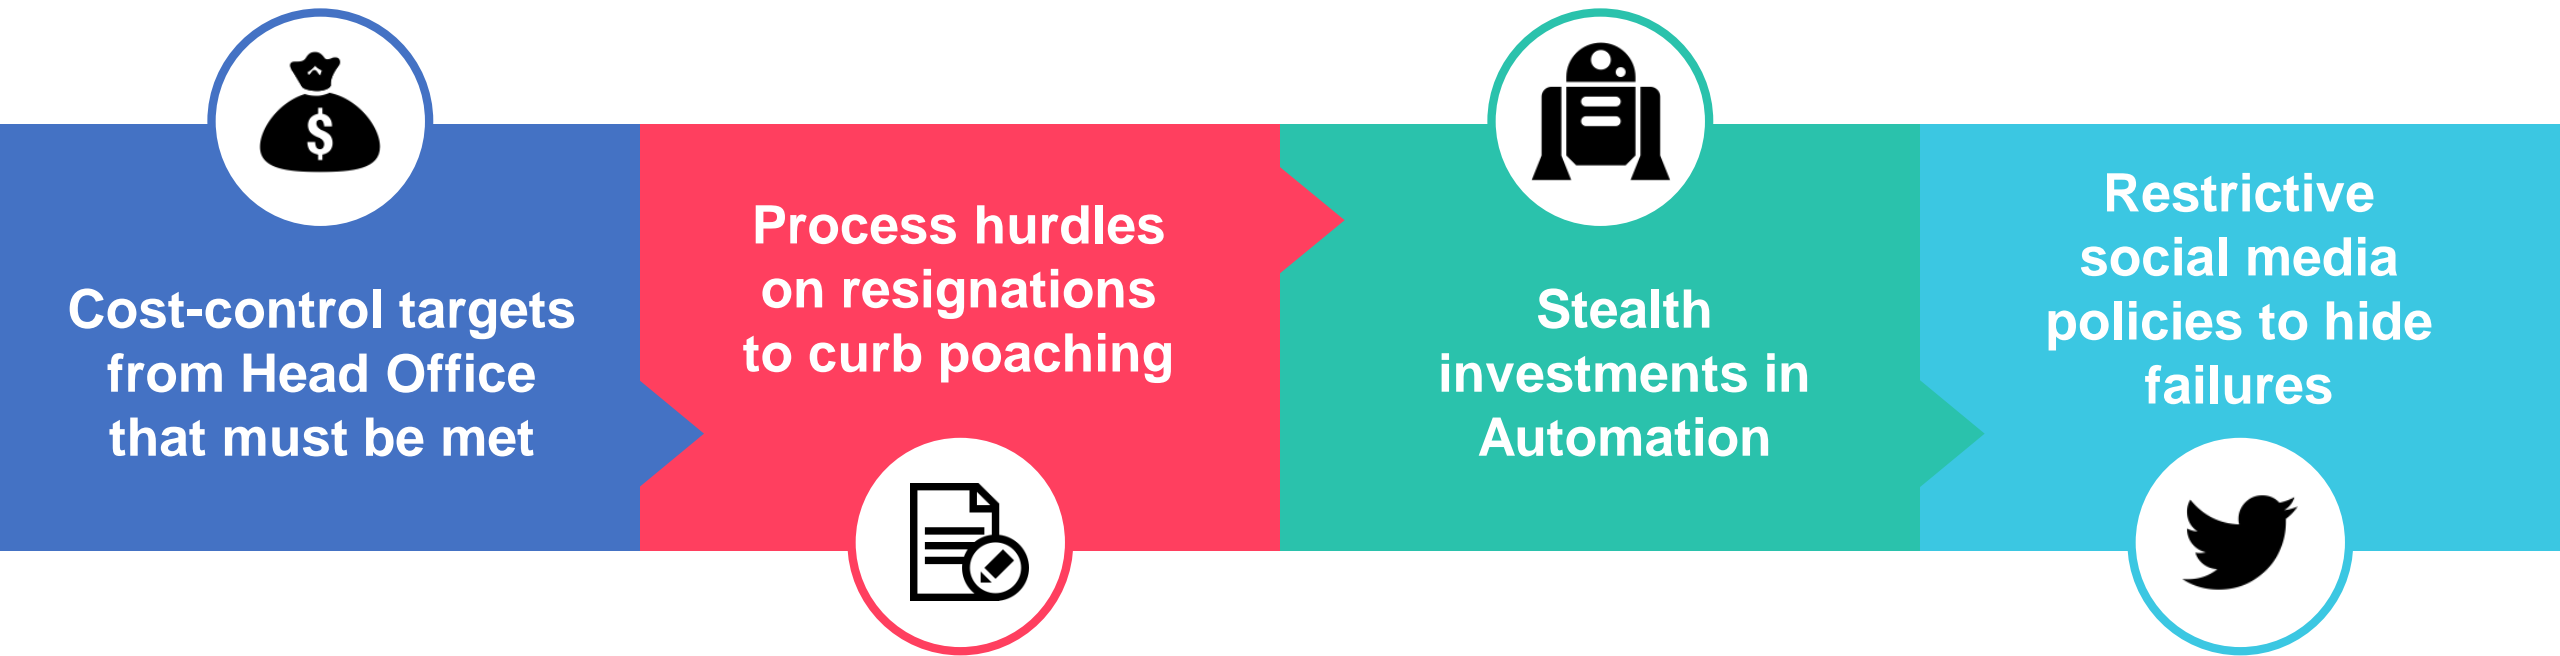 $
Cost-control targets
from Head Office
that must be met
Process hurdles
on resignations
to curb poaching
Stealth
investments in
Automation
Restrictive
social media
policies to hide
failures